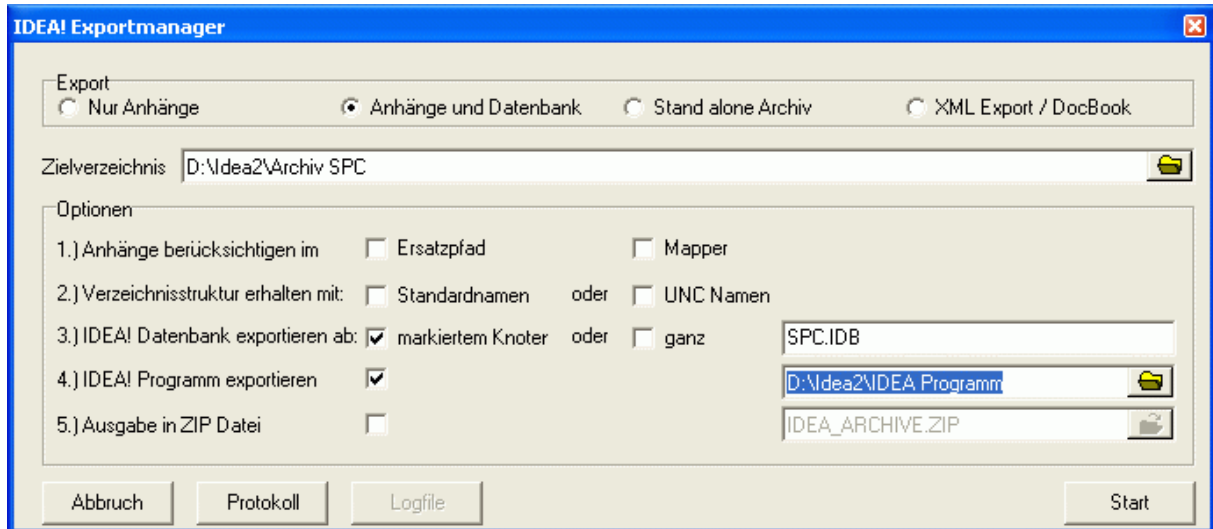 IDEA! Exportmanager
Export
Nur Anhänge Anhänge und Datenbank Stand alone Archiv XML Export / DocBook
Zielverzeichnis D:\Idea2\Archiv SPC
Optionen
1.) Anhänge berücksichtigen im Ersatzpfad Mapper
2.) Verzeichnisstruktur erhalten mit: Standardnamen oder UNC Namen
3.) IDEA! Datenbank exportieren ab: markiertem Knoter oder ganz SPC.IDB
4.) IDEA! Programm exportieren D:\Idea2\IDEA Programm
5.) Ausgabe in ZIP Datei IDEA_ARCHIVE.ZIP
Abbruch Protokoll Logfile Start